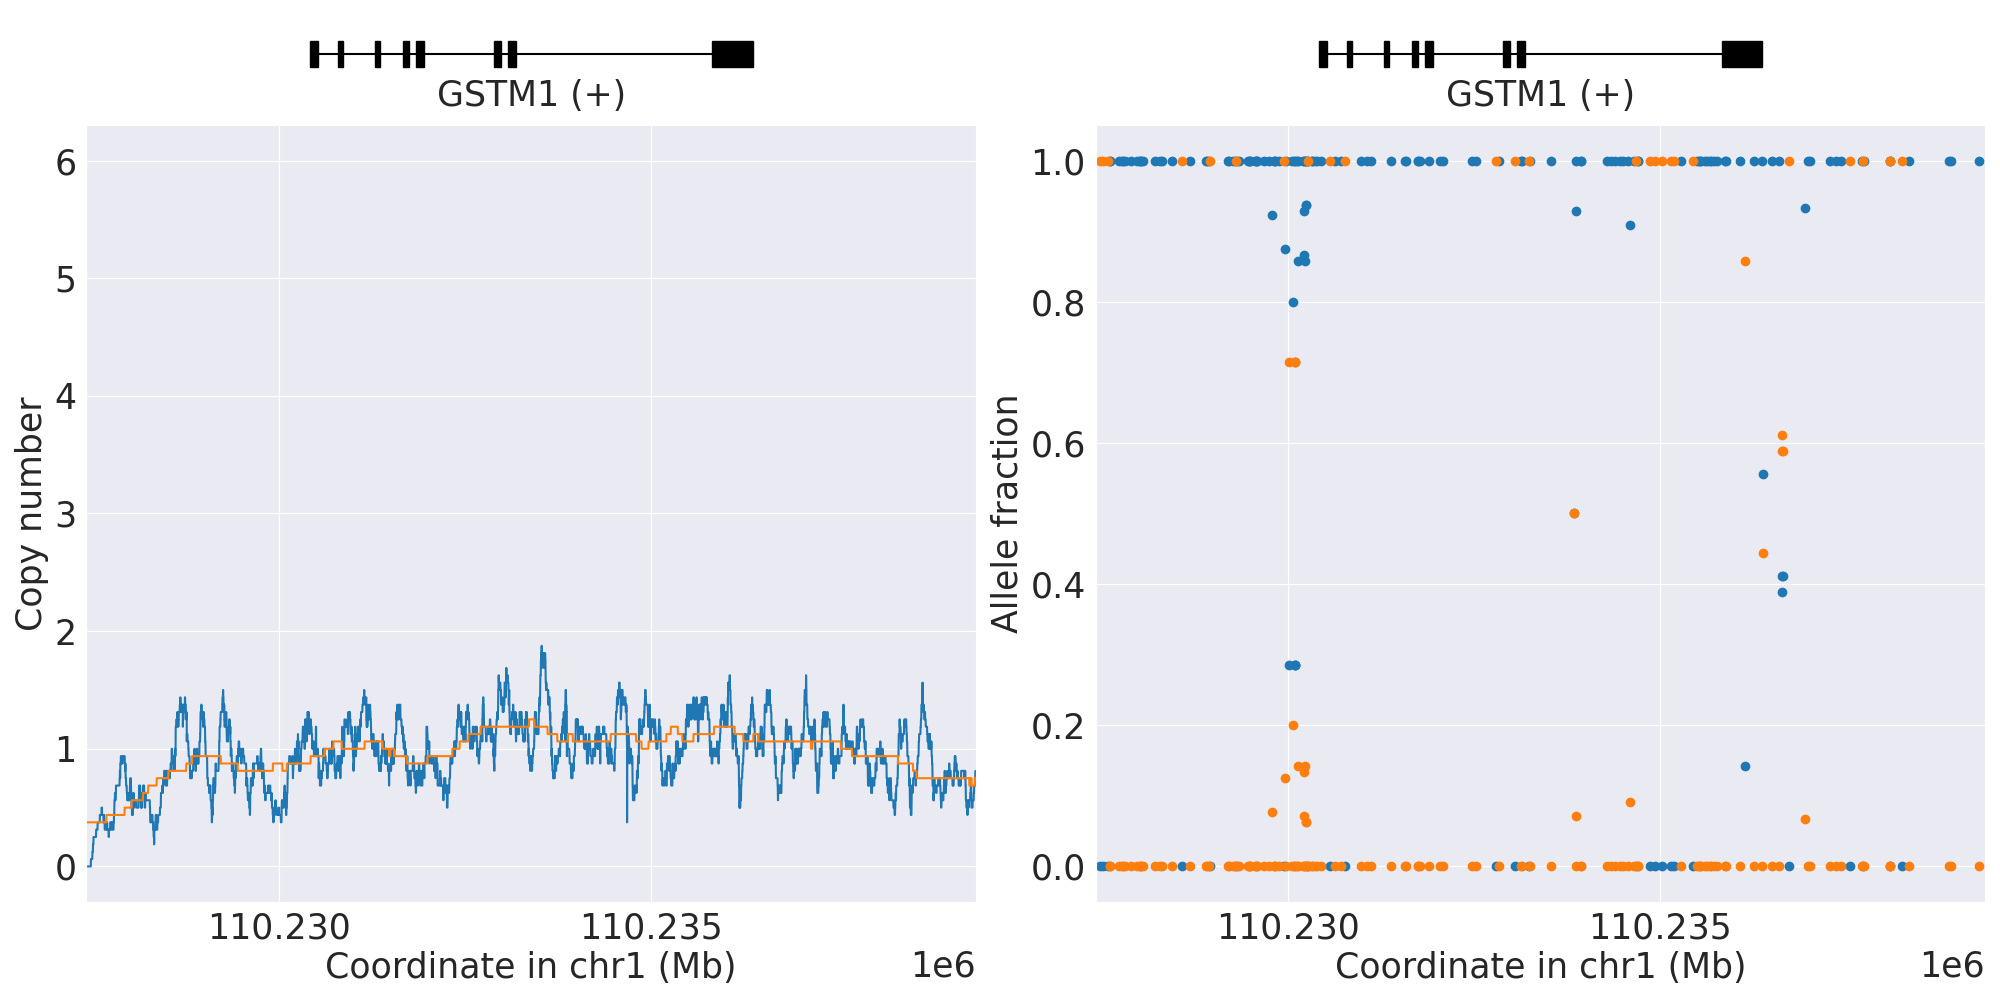 GSTM1 (+)
6
5
4
3
2
1
0
Copy number
110.230
110.235
Coordinate in chr1 (Mb)
1e6
GSTM1 (+)
1.0
0.8
0.6
0.4
0.2
0.0
Allele fraction
110.230
110.235
Coordinate in chr1 (Mb)
1e6